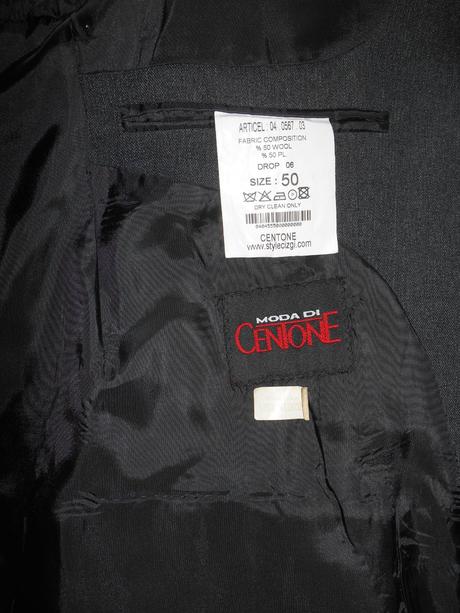 ARTICEL : 04 0567 03
FABRIC COMPOSITION
% 50 WOOL
% 50 PL
DROP 06
SIZE : 50
DRY CLEAN ONLY
CENTONE
www.stylecizgi.com
MODA DI
CENTONE